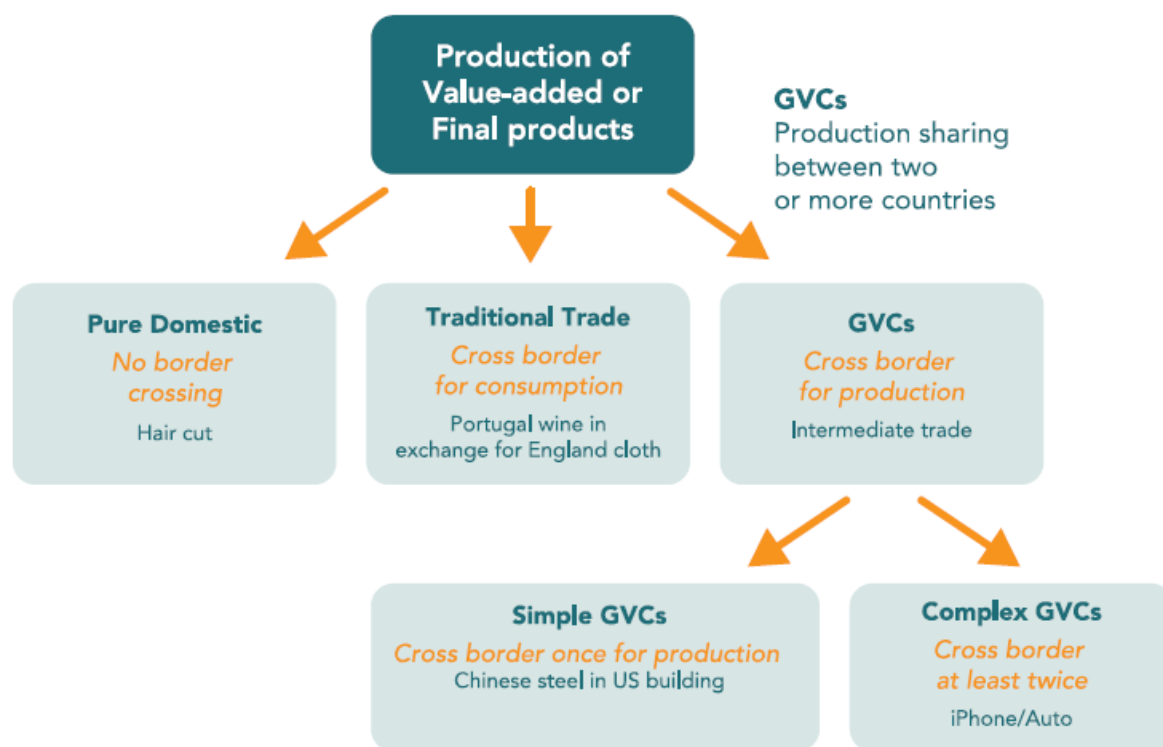 Production of
Value-added or
Final products
GVCs
Production sharing
between two
or more countries
Pure Domestic
No border
crossing
Hair cut
Traditional Trade
Cross border
for consumption
Portugal wine in
exchange for England cloth
GVCs
Cross border
for production
Intermediate trade
Simple GVCs
Cross border once for production
Chinese steel in US building
Complex GVCs
Cross border
at least twice
iPhone/Auto